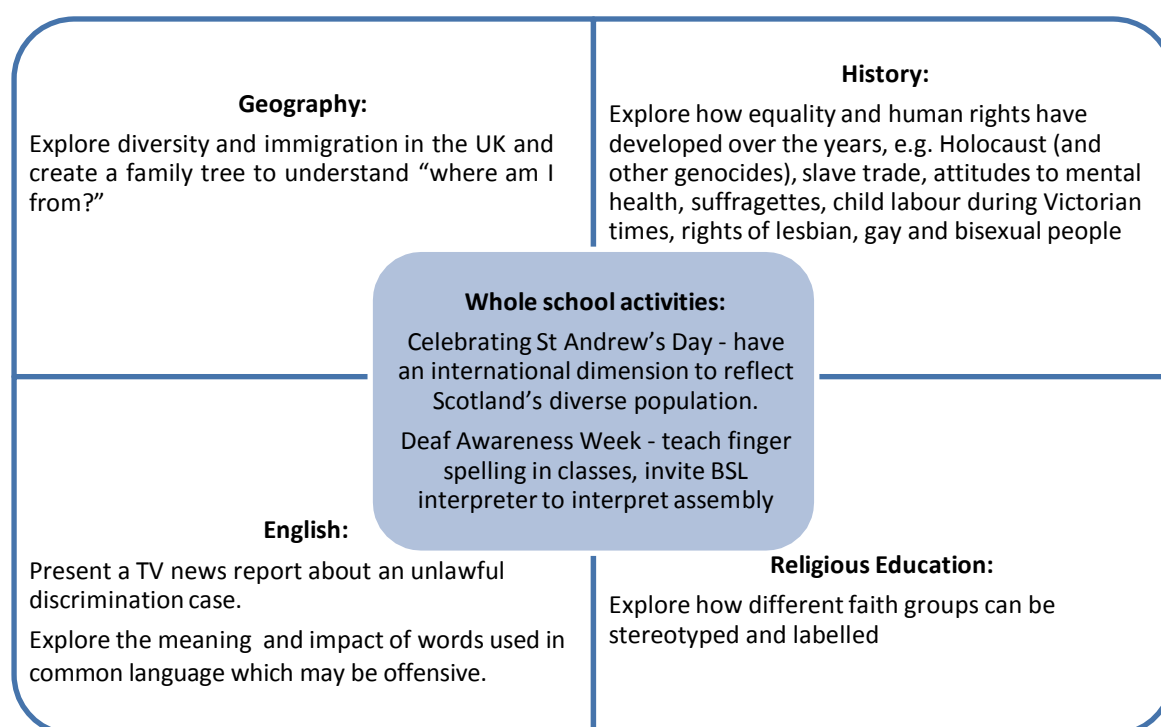 Geography:
Explore diversity and immigration in the UK and
create a family tree to understand “where am I
from?”
History:
Explore how equality and human rights have
developed over the years, e.g. Holocaust (and
other genocides), slave trade, attitudes to mental
health, suffragettes, child labour during Victorian
times, rights of lesbian, gay and bisexual people
Whole school activities:
Celebrating St Andrew’s Day - have
an international dimension to reflect
Scotland’s diverse population.
Deaf Awareness Week - teach finger
spelling in classes, invite BSL
interpreter to interpret assembly
English:
Present a TV news report about an unlawful
discrimination case.
Explore the meaning and impact of words used in
common language which may be offensive.
Religious Education:
Explore how different faith groups can be
stereotyped and labelled